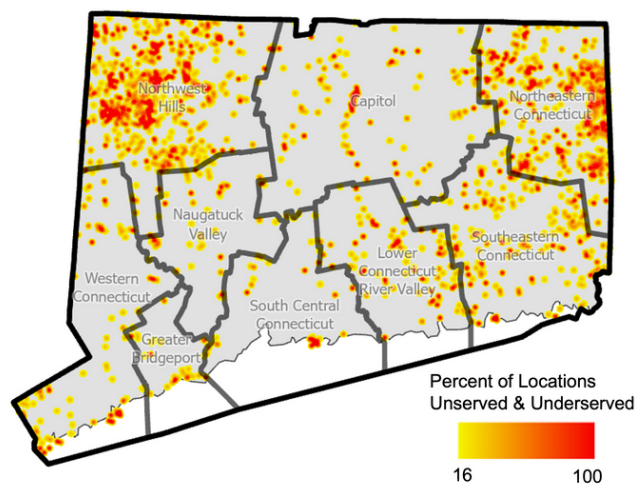 Northwest
Hills
Capitol
Northeastern
Connecticut
Naugatuck
Valley
Southeastern
Connecticut
Lower
Connecticut
River Valley
Western
Connecticut
South Central
Connecticut
Greater
Bridgeport
Percent of Locations
Unserved & Underserved
16 100